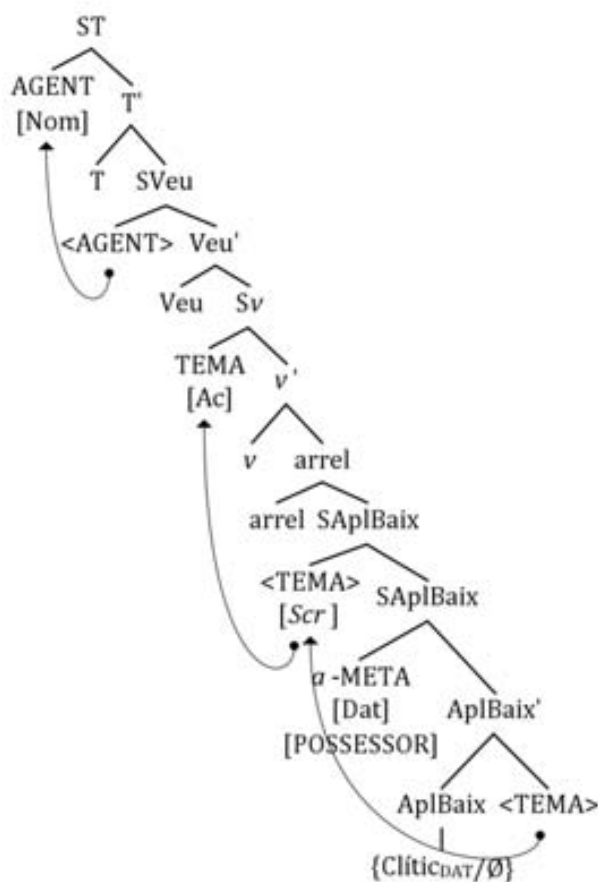 ST
AGENT T'
[Nom]
T SVeu
<AGENT> Veu'
Veu Sv
TEMA v'
[Ac]
v arrel
arrel SAplBaix
<TEMA> SAplBaix
[Scr]
a-META AplBaix'
[Dat]
[POSSESSOR]
AplBaix <TEMA>
{ClíticDAT/Ø}